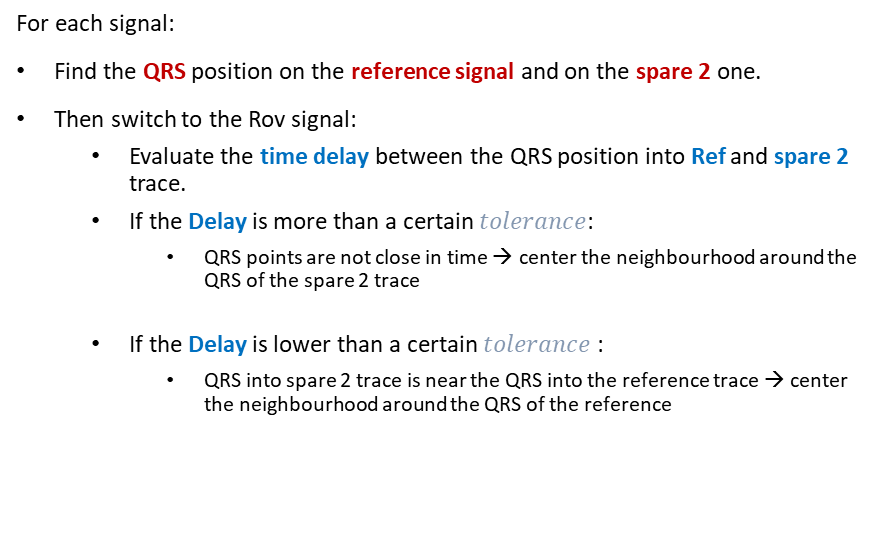 For each signal:
• Find the QRS position on the reference signal and on the spare 2 one.
• Then switch to the Rov signal:
• Evaluate the time delay between the QRS position into Ref and spare 2
trace.
• If the Delay is more than a certain tolerance:
• QRS points are not close in time → center the neighbourhood around the
QRS of the spare 2 trace
• If the Delay is lower than a certain tolerance :
• QRS into spare 2 trace is near the QRS into the reference trace → center
the neighbourhood around the QRS of the reference